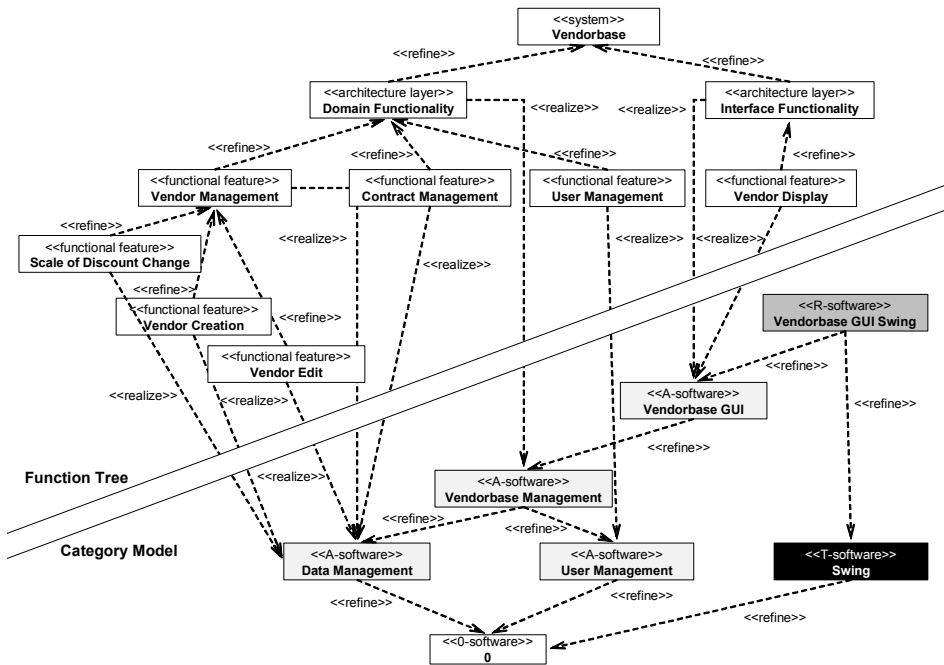 <<system>>
Vendorbase
<<refine>>
<<refine>>
<<architecture layer>>
Domain Functionality
<<realize>>
<<realize>>
<<architecture layer>>
Interface Functionality
<<refine>>
<<refine>>
<<refine>>
<<refine>>
<<functional feature>>
Vendor Management
<<functional feature>>
Contract Management
<<functional feature>>
User Management
<<functional feature>>
Vendor Display
<<refine>>
<<realize>>
<<realize>>
<<realize>>
<<functional feature>>
Scale of Discount Change
<<realize>>
<<refine>>
<<functional feature>>
Vendor Creation
<<refine>>
<<R-software>>
Vendorbase GUI Swing
<<functional feature>>
Vendor Edit
<<refine>>
<<realize>>
<<realize>>
<<A-software>>
Vendorbase GUI
<<refine>>
<<refine>>
Function Tree
<<realize>>
<<A-software>>
Vendorbase Management
<<refine>>
<<refine>>
Category Model
<<A-software>>
Data Management
<<A-software>>
User Management
<<T-software>>
Swing
<<refine>>
<<refine>>
<<refine>>
<<0-software>>
0